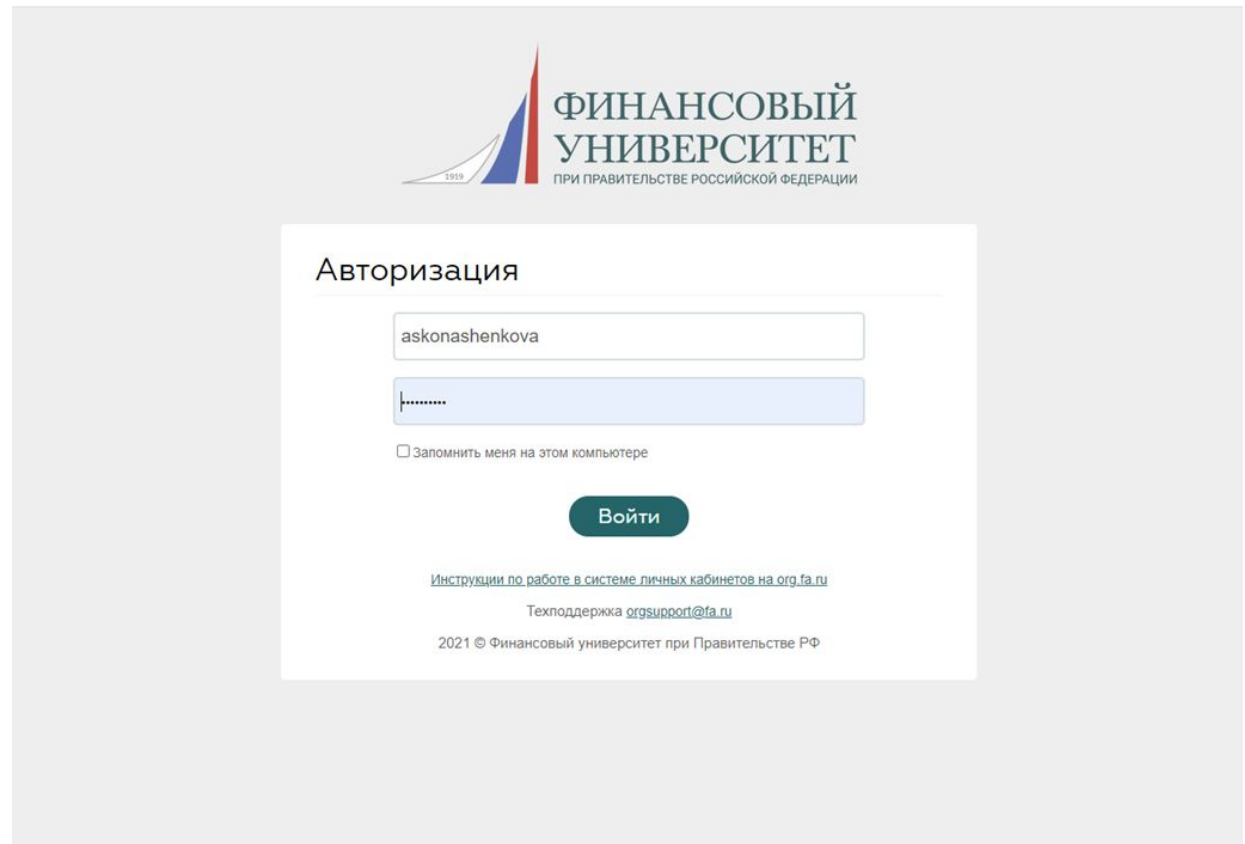 ФИНАНСОВЫЙ
УНИВЕРСИТЕТ
ПРИ ПРАВИТЕЛЬСТВЕ РОССИЙСКОЙ ФЕДЕРАЦИИ
1919
Авторизация
askonashenkova
••••••••••
Запомнить меня на этом компьютере
Войти
Инструкции по работе в системе личных кабинетов на org.fa.ru
Техподдержка orgsupport@fa.ru
2021 © Финансовый университет при Правительстве РФ